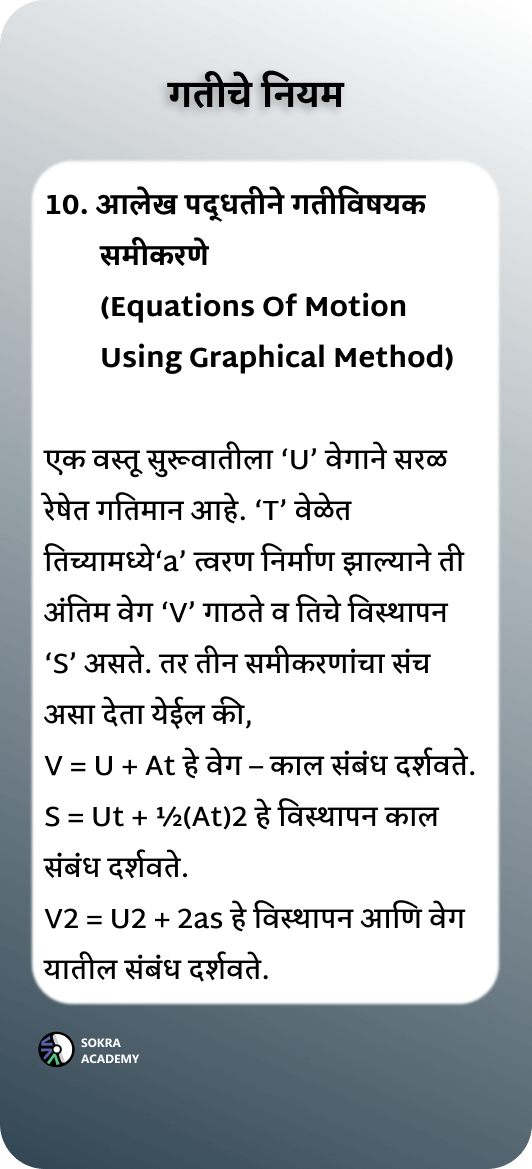 गतीचे नियम
10. आलेख पद्धतीने गतीविषयक
समीकरणे
(Equations Of Motion
Using Graphical Method)
एक वस्तू सुरूवातीला ‘U’ वेगाने सरळ
रेषेत गतिमान आहे. ‘T’ वेळेत
तिच्यामध्ये‘a’ त्वरण निर्माण झाल्याने ती
अंतिम वेग ‘V’ गाठते व तिचे विस्थापन
‘S’ असते. तर तीन समीकरणांचा संच
असा देता येईल की,
V = U + At हे वेग – काल संबंध दर्शवते.
S = Ut + ½(At)2 हे विस्थापन काल
संबंध दर्शवते.
V2 = U2 + 2as हे विस्थापन आणि वेग
यातील संबंध दर्शवते.
SOKRA
ACADEMY